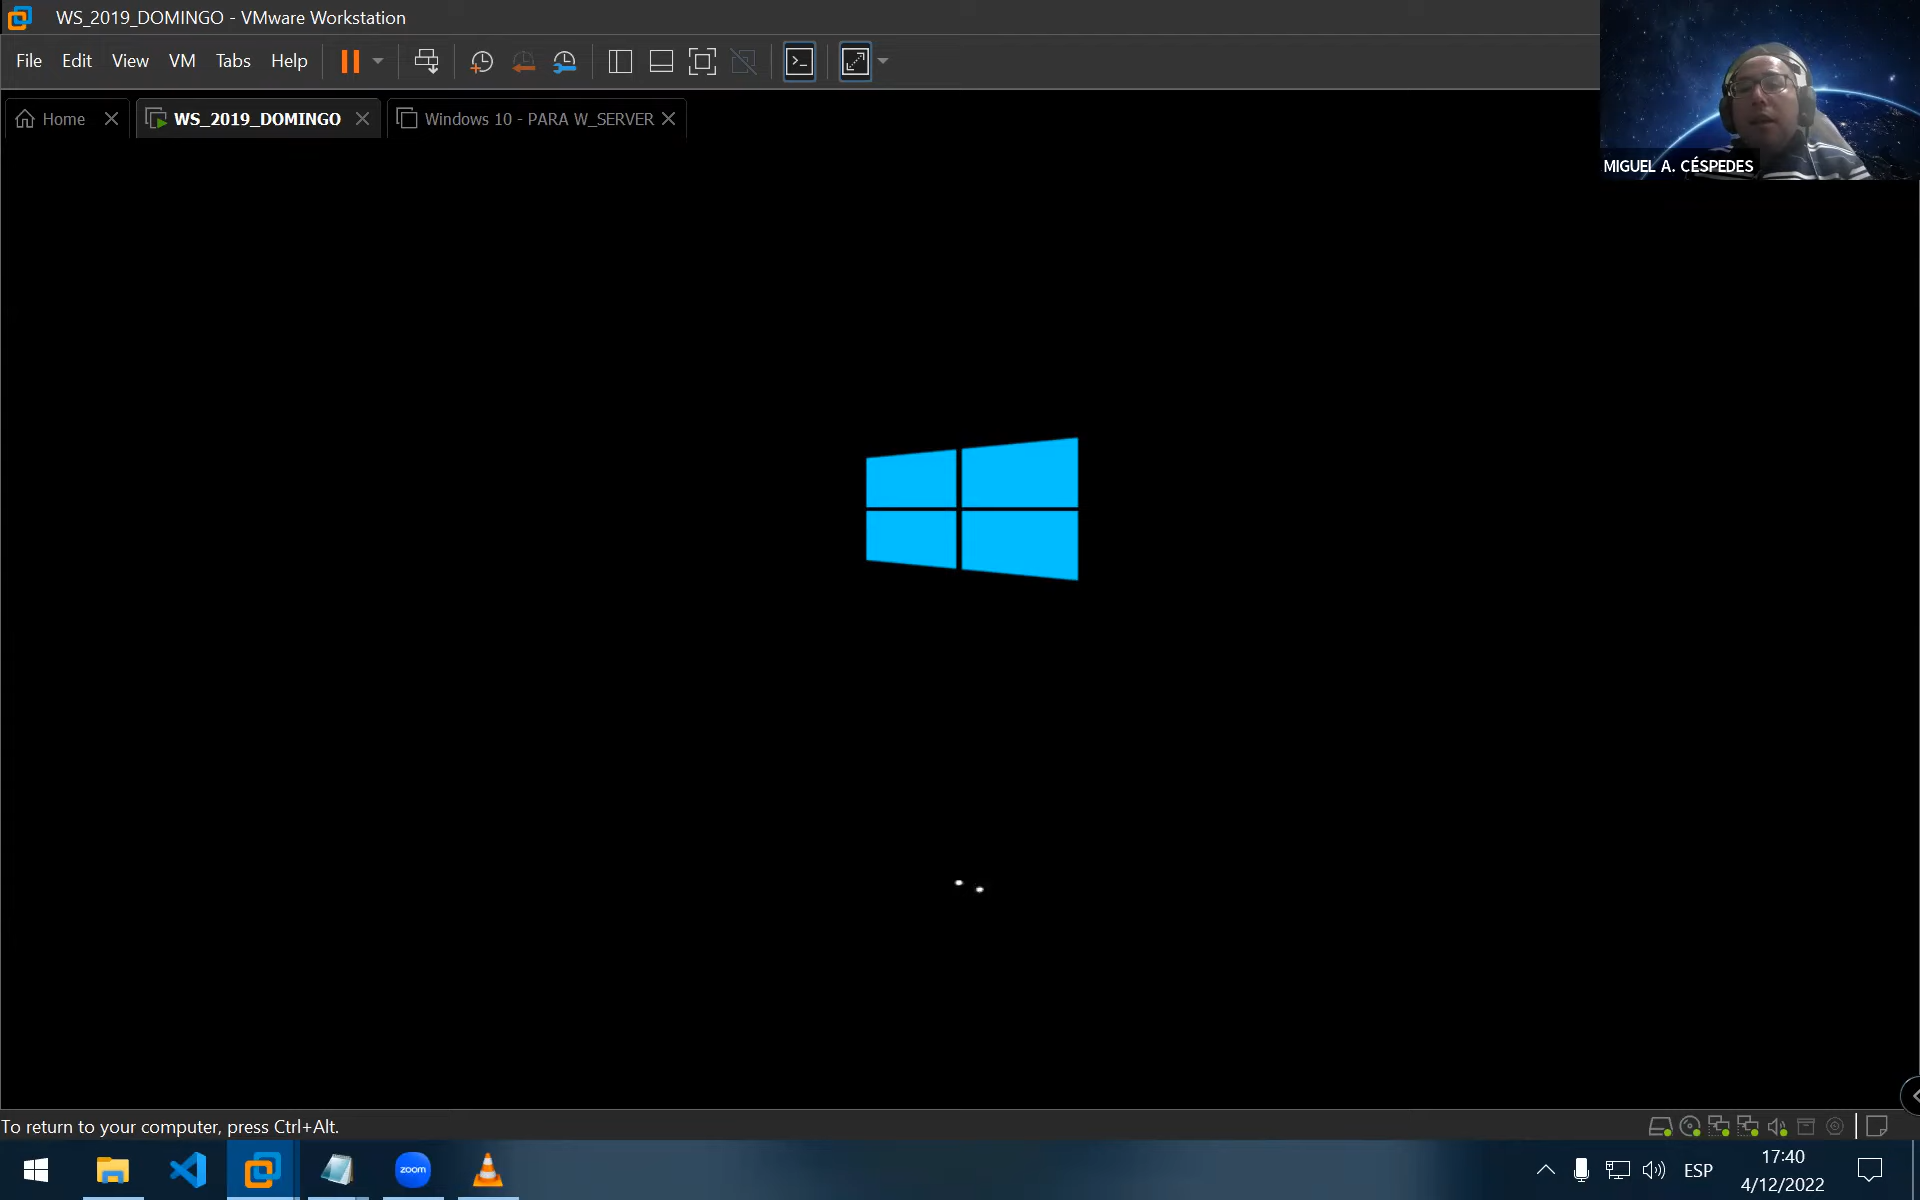 WS_2019_DOMINGO - VMware Workstation
File Edit View VM Tabs Help
Home WS_2019_DOMINGO Windows 10 - PARA W_SERVER
MIGUEL A. CÉSPEDES
To return to your computer, press Ctrl+Alt.
zoom
ESP
17:40
4/12/2022